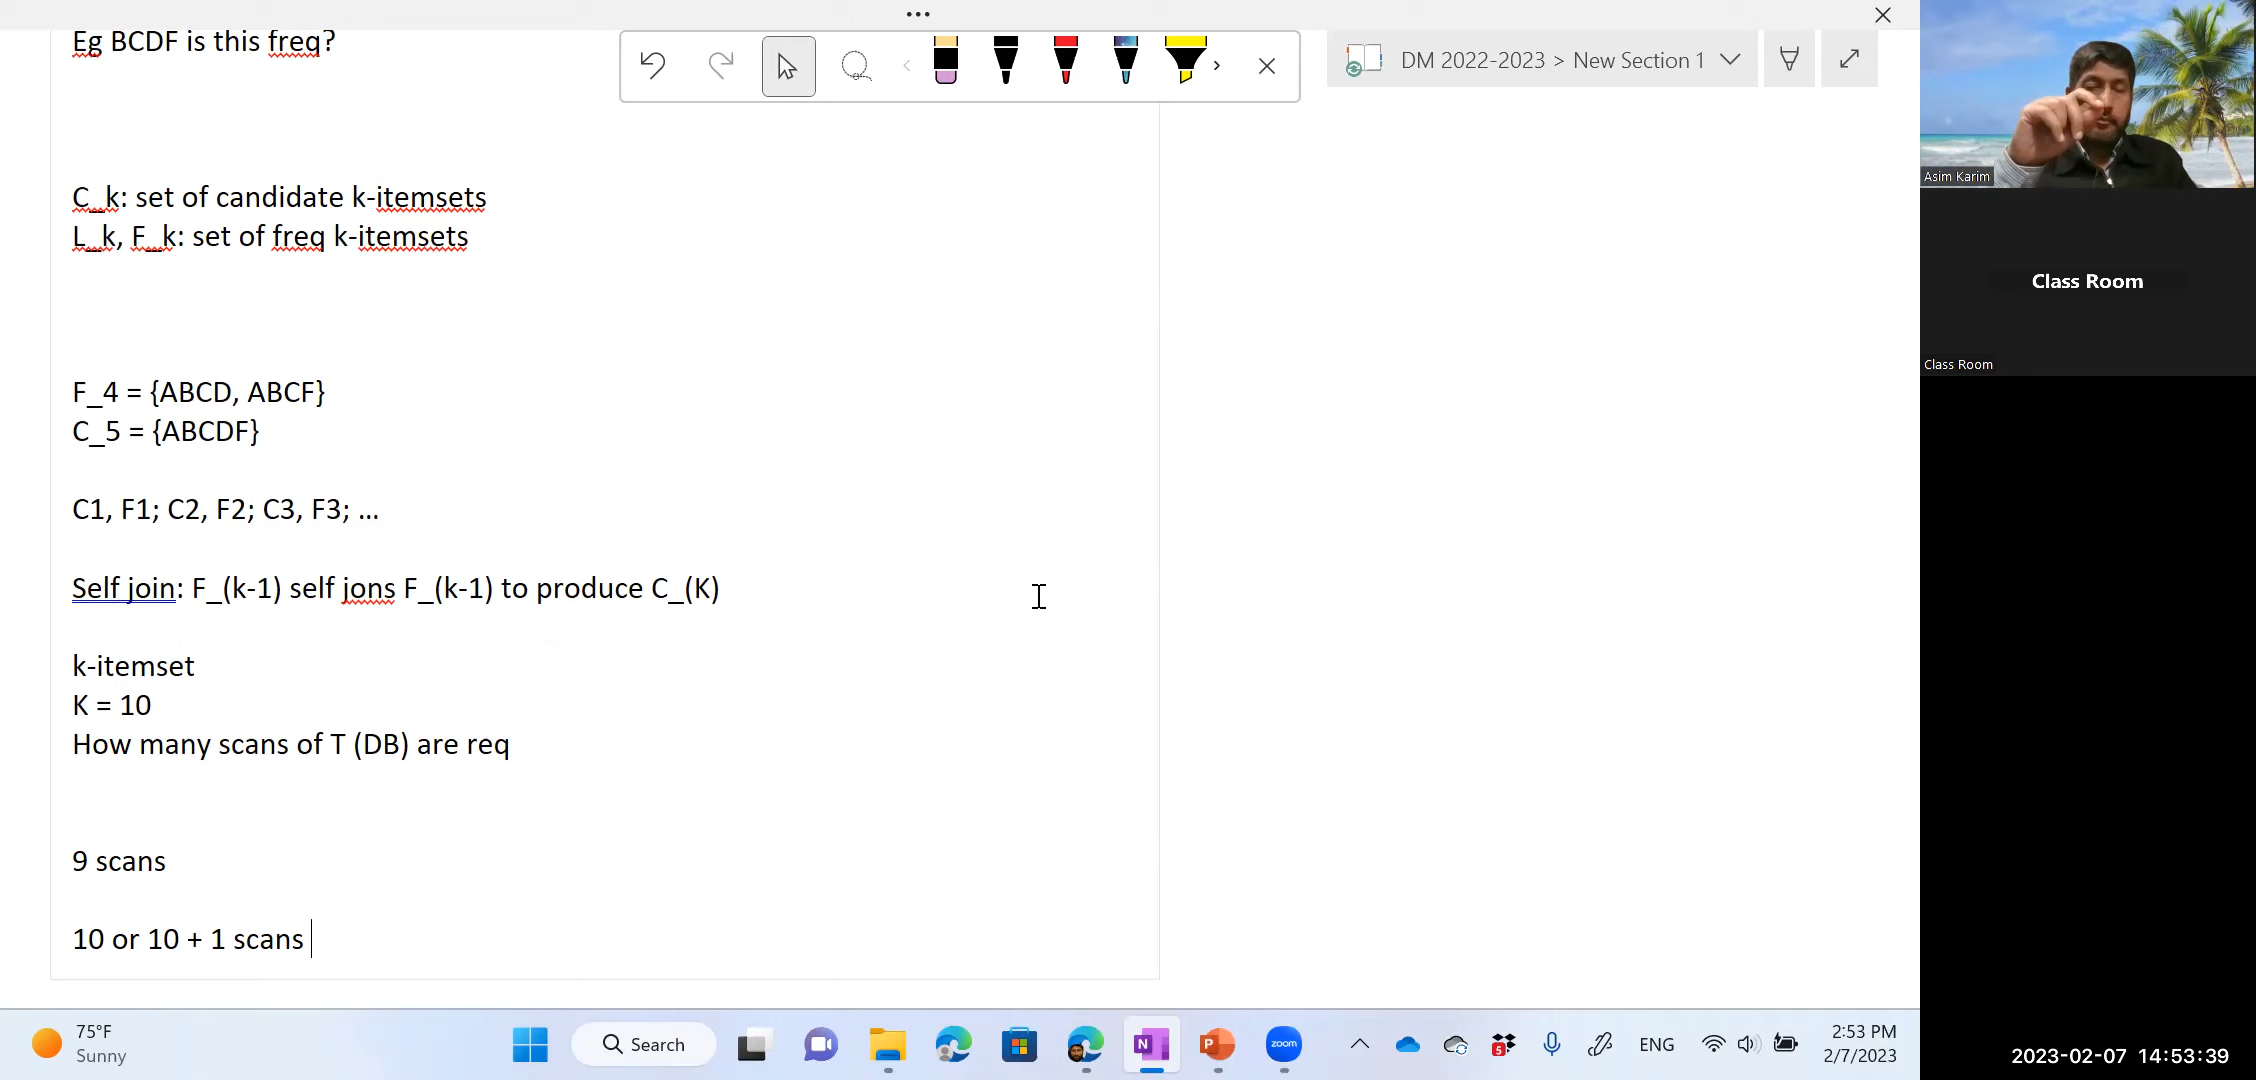 Eg BCDF is this freq?
DM 2022-2023 > New Section 1
C_k: set of candidate k-itemsets
L_k, F_k: set of freq k-itemsets
F_4 = {ABCD, ABCF}
C_5 = {ABCDF}
C1, F1; C2, F2; C3, F3; ...
Self join: F_(k-1) self jons F_(k-1) to produce C_(K)
k-itemset
K = 10
How many scans of T (DB) are req
9 scans
10 or 10 + 1 scans
Asim Karim
Class Room
Class Room
75°F
Sunny
Search
N
P
zoom
5
ENG
2:53 PM
2/7/2023
2023-02-07 14:53:39